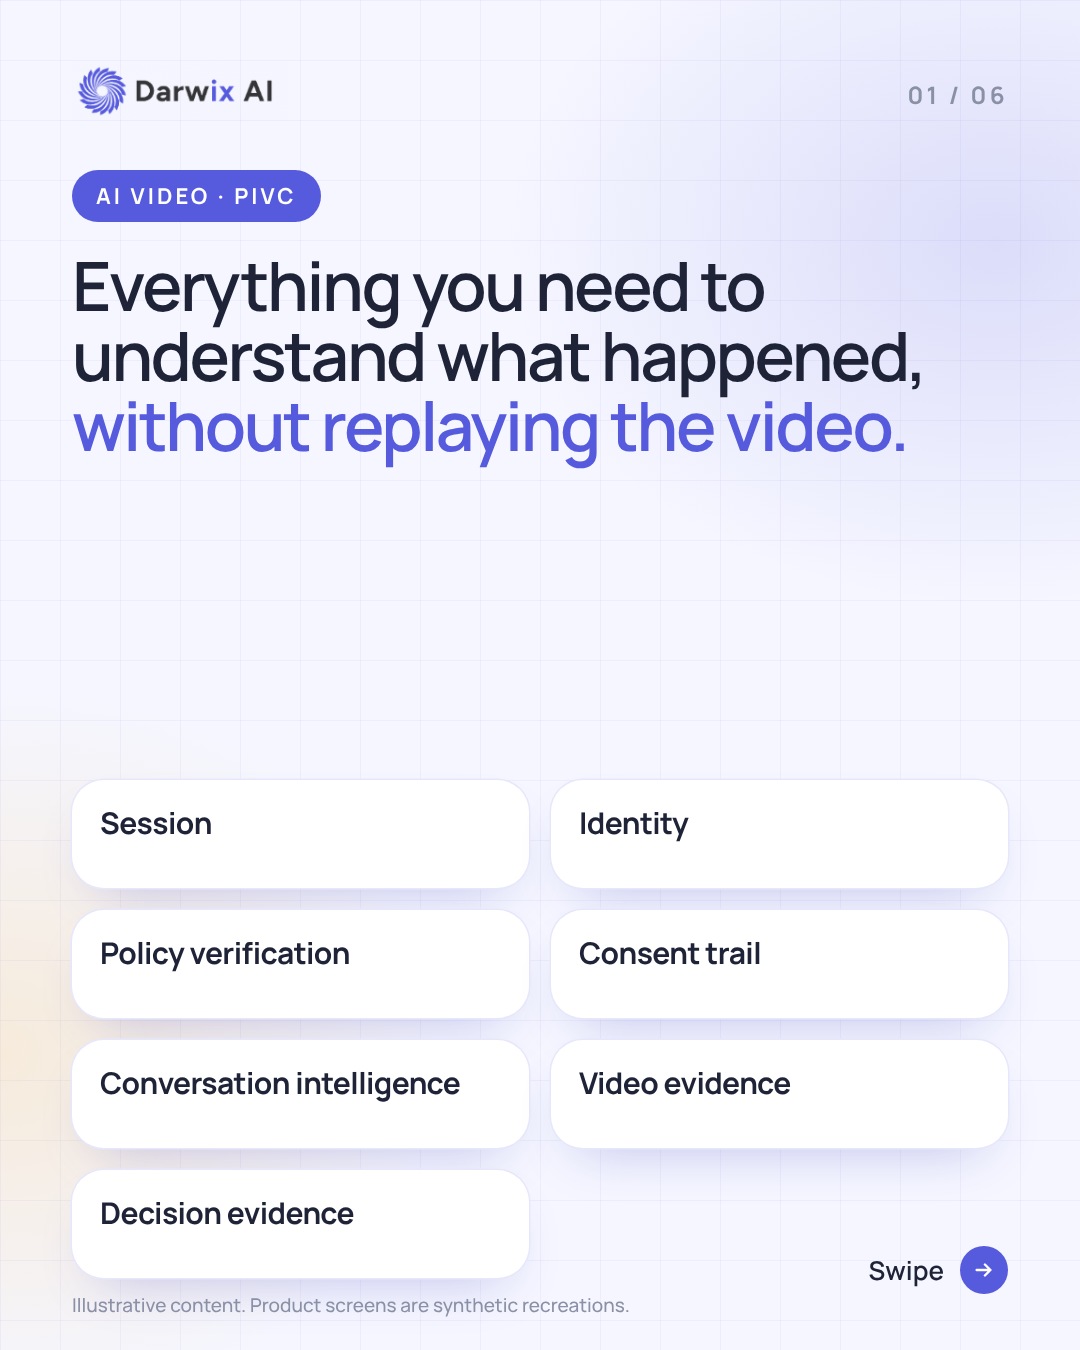 Darwix AI
01 / 06
AI VIDEO · PIVC
Everything you need to
understand what happened,
without replaying the video.
Session
Identity
Policy verification
Consent trail
Conversation intelligence
Video evidence
Decision evidence
Swipe
Illustrative content. Product screens are synthetic recreations.